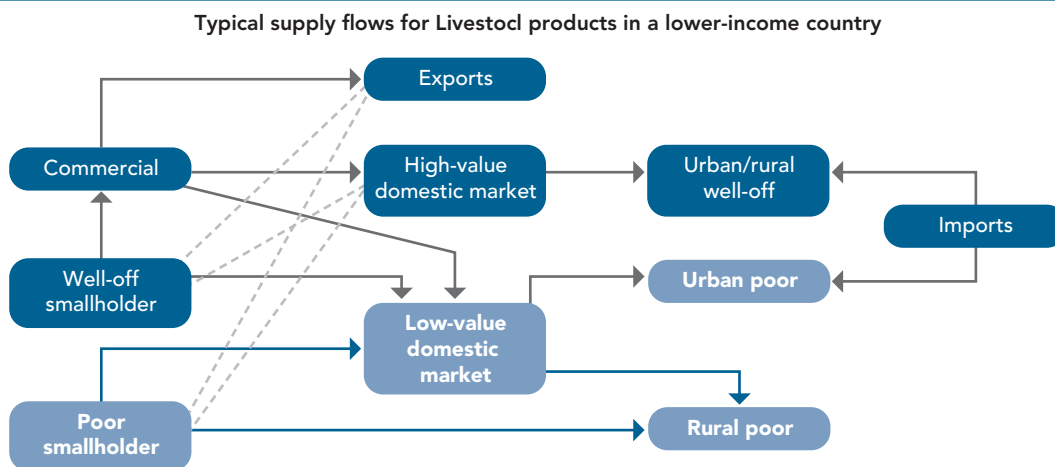 Typical supply flows for Livestocl products in a lower-income country
Exports
Commercial
High-value
domestic market
Urban/rural
well-off
Imports
Well-off
smallholder
Urban poor
Low-value
domestic
market
Poor
smallholder
Rural poor